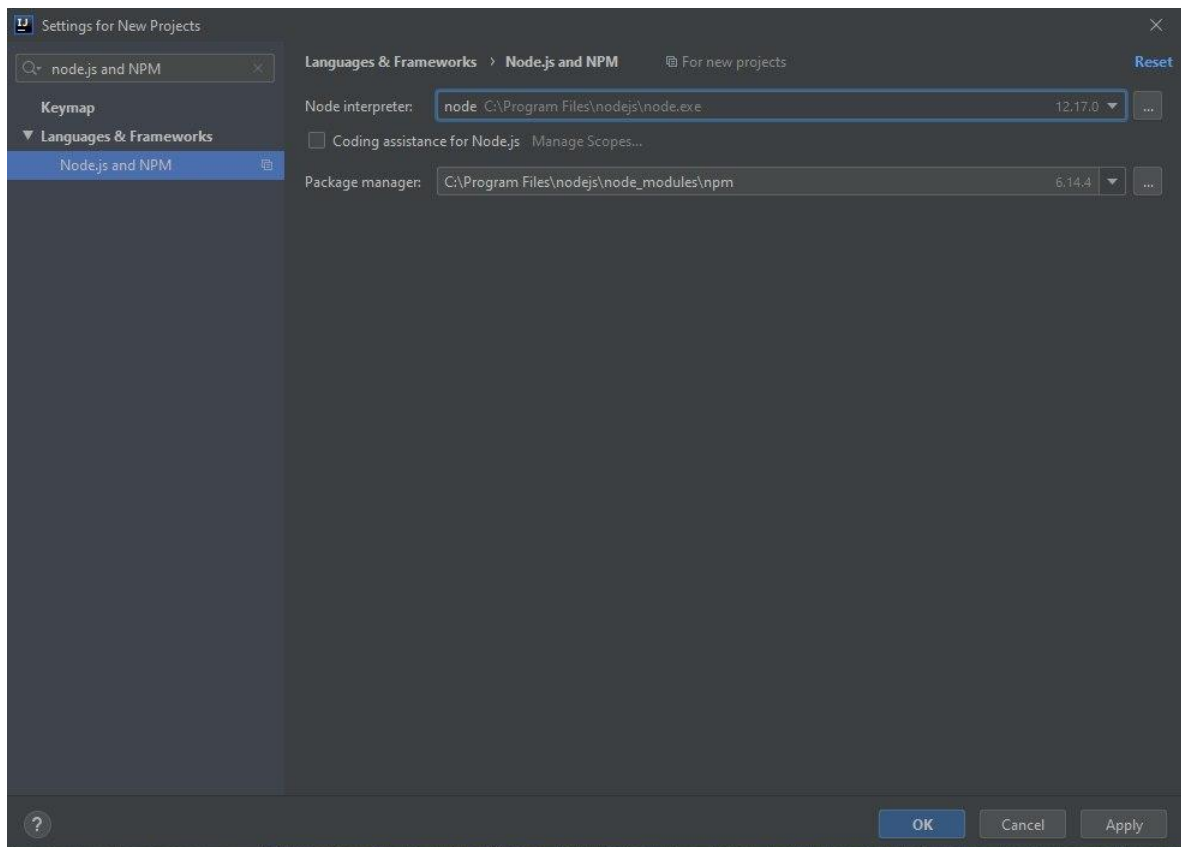 Settings for New Projects
node.js and NPM
Keymap
Languages & Frameworks
Node.js and NPM
Languages & Frameworks › Node.js and NPM For new projects Reset
Node interpreter: node C:\Program Files\nodejs\node.exe 12.17.0 ...
Coding assistance for Node.js Manage Scopes...
Package manager: C:\Program Files\nodejs\node_modules\npm 6.14.4 ...
? OK Cancel Apply